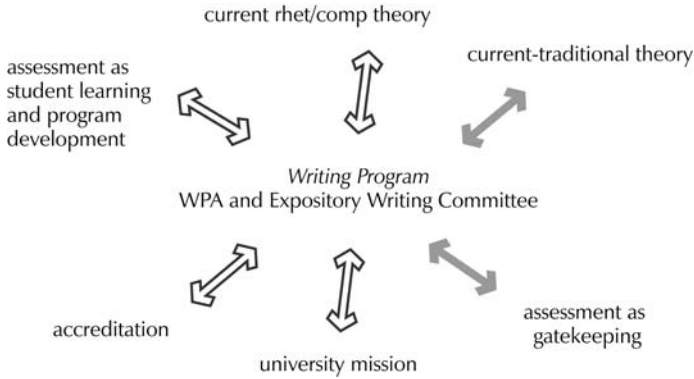 current rhet/comp theory
current-traditional theory
assessment as
student learning
and program
development
Writing Program
WPA and Expository Writing Committee
accreditation
university mission
assessment as
gatekeeping